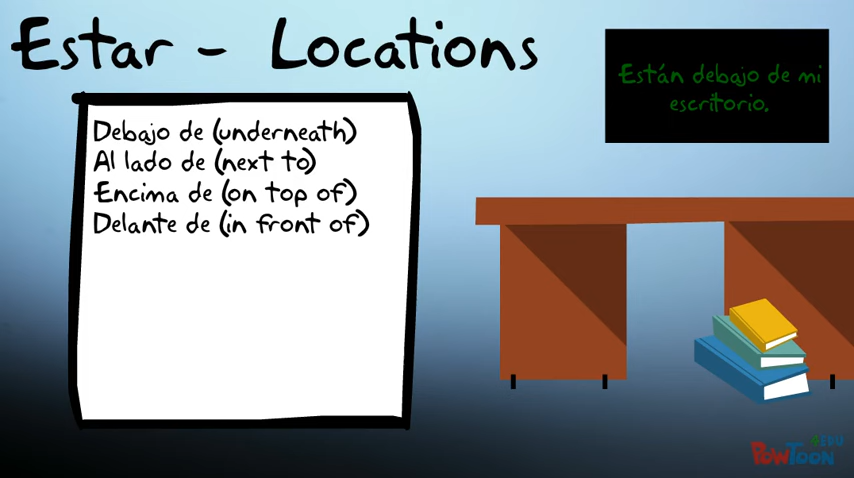 Estar - Locations
Están debajo de mi
escritorio.
Debajo de (underneath)
Al lado de (next to)
Encima de (on top of)
Delante de (in front of)
4EDU
PowToon